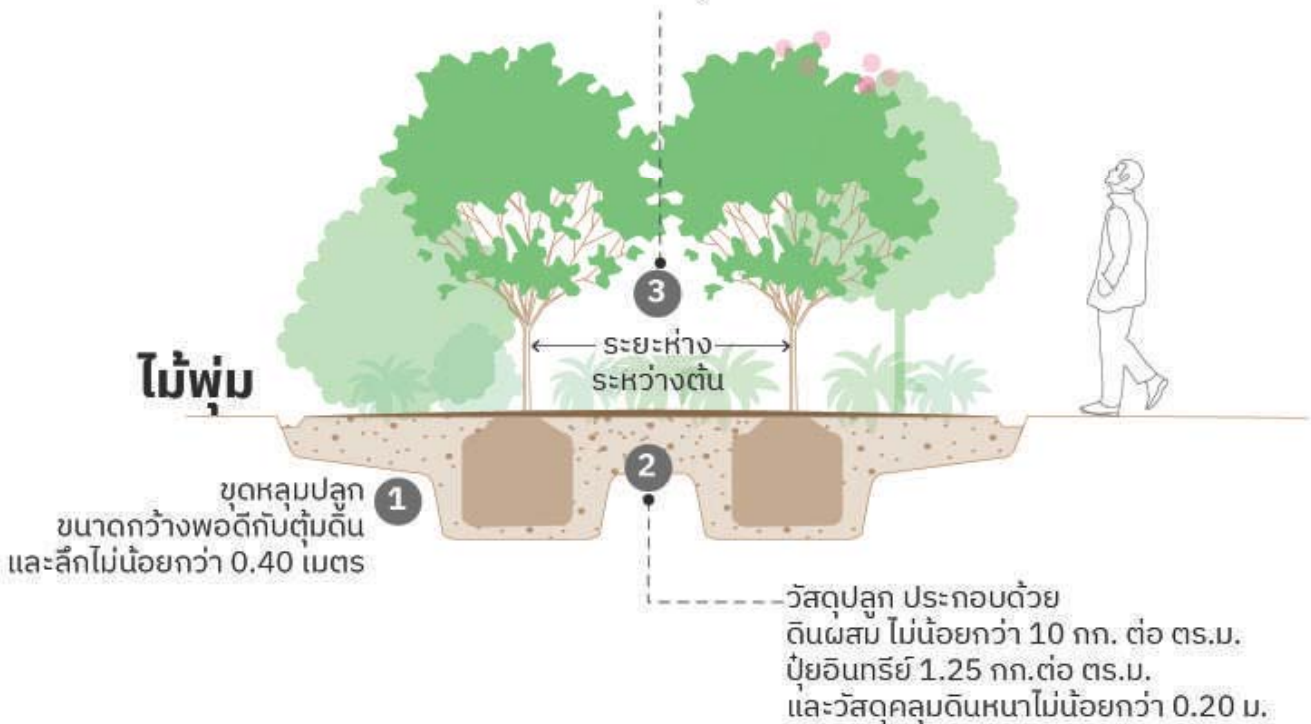 3
ระยะห่าง
ระหว่างต้น
ไม้พุ่ม
2
1
ขุดหลุมปลูก
ขนาดกว้างพอดีกับตุ้มดิน
และลึกไม่น้อยกว่า 0.40 เมตร
วัสดุปลูก ประกอบด้วย
ดินผสม ไม่น้อยกว่า 10 กก. ต่อ ตร.ม.
ปุ๋ยอินทรีย์ 1.25 กก.ต่อ ตร.ม.
และวัสดุคลุมดินหนาไม่น้อยกว่า 0.20 ม.